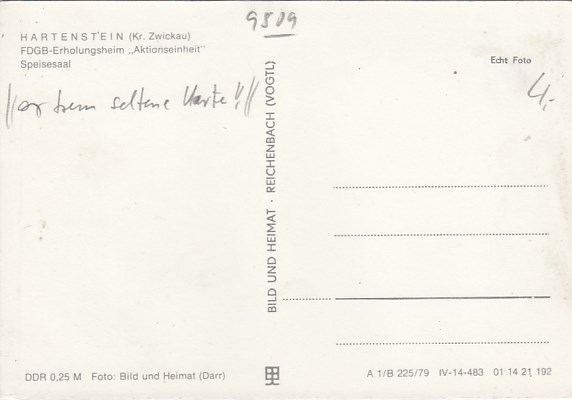 9509
HARTENSTEIN (Kr. Zwickau)
FDGB-Erholungsheim „Aktionseinheit"
Speisesaal
Echt Foto
seltene Karte!!
4,-
BILD UND HEIMAT · REICHENBACH (VOGTL)
DDR 0,25 M Foto: Bild und Heimat (Darr)
A 1/B 225/79 IV-14-483 01 14 21 192